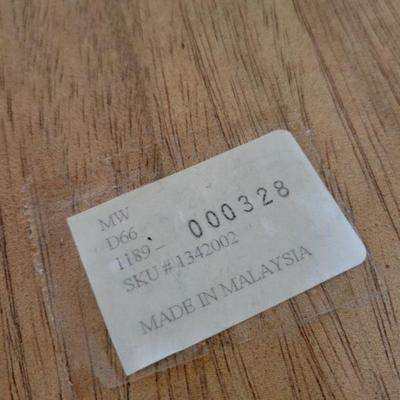 MW
D66
1189- 000328
SKU#1342002
MADE IN MALAYSIA